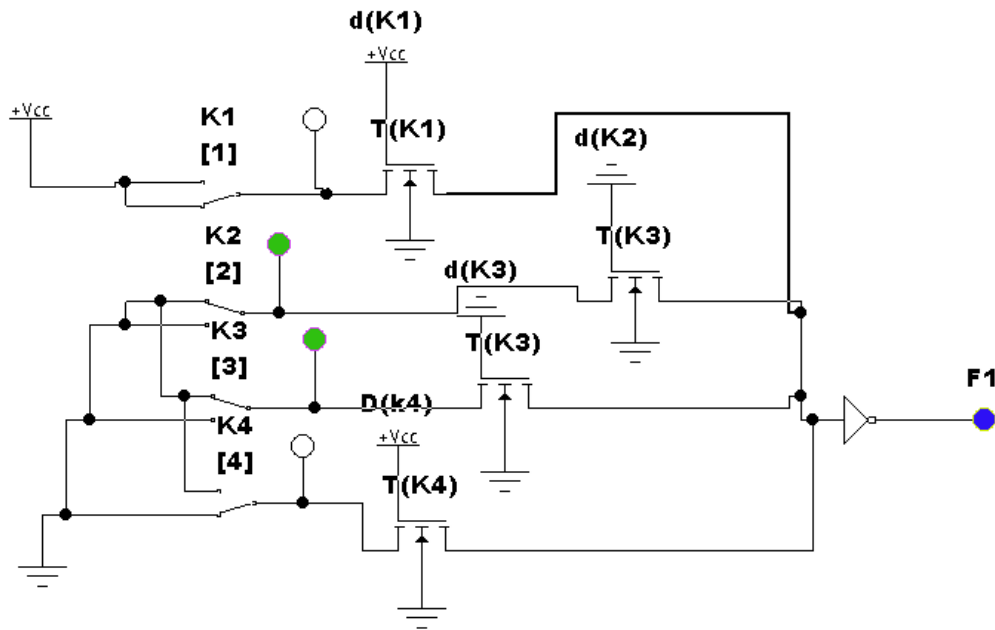 d(K1)
+Vcc
+Vcc
K1
T(K1)
[1]
d(K2)
K2
T(K3)
[2]
d(K3)
K3
T(K3)
[3]
F1
D(k4)
K4
+Vcc
[4]
T(K4)